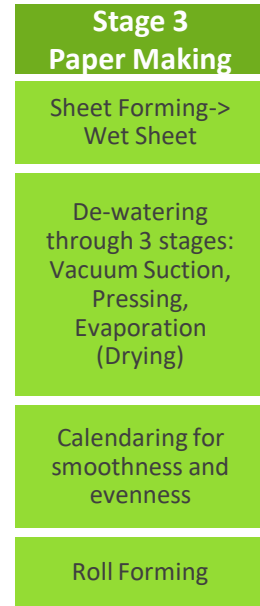 Stage 3
Paper Making
Sheet Forming->
Wet Sheet
De-watering
through 3 stages:
Vacuum Suction,
Pressing,
Evaporation
(Drying)
Calendaring for
smoothness and
evenness
Roll Forming